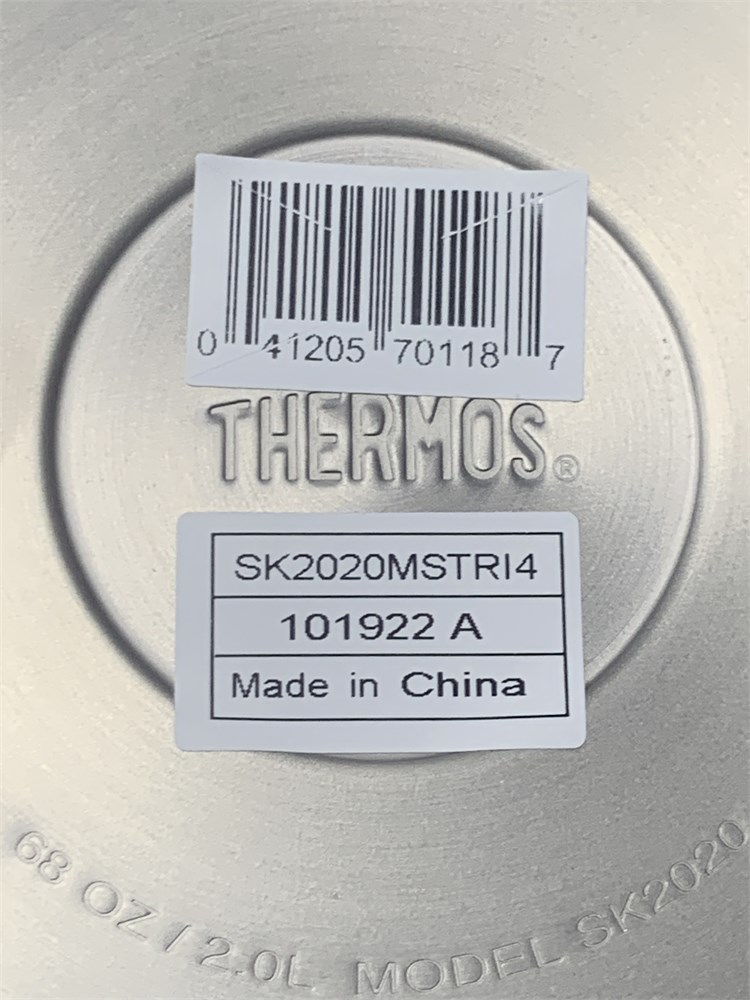 0 41205 70118 7
THERMOS®
SK2020MSTRI4
101922 A
Made in China
68 OZ / 2.0L MODEL SK2020